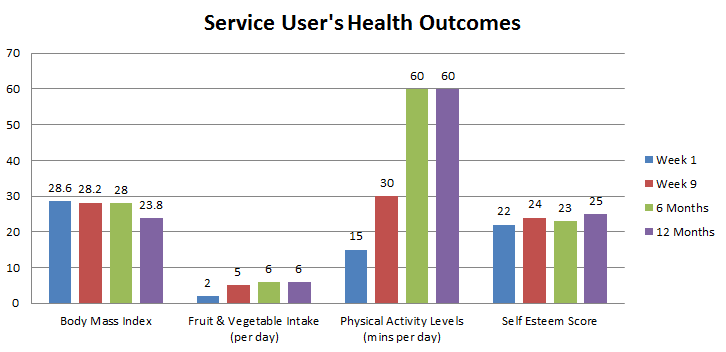 Service User's Health Outcomes
70
60
50
40
30
20
10
0
28.6 28.2 28 23.8
2 5 6 6
15 30 60 60
22 24 23 25
Body Mass Index
Fruit & Vegetable Intake
(per day)
Physical Activity Levels
(mins per day)
Self Esteem Score
Week 1
Week 9
6 Months
12 Months